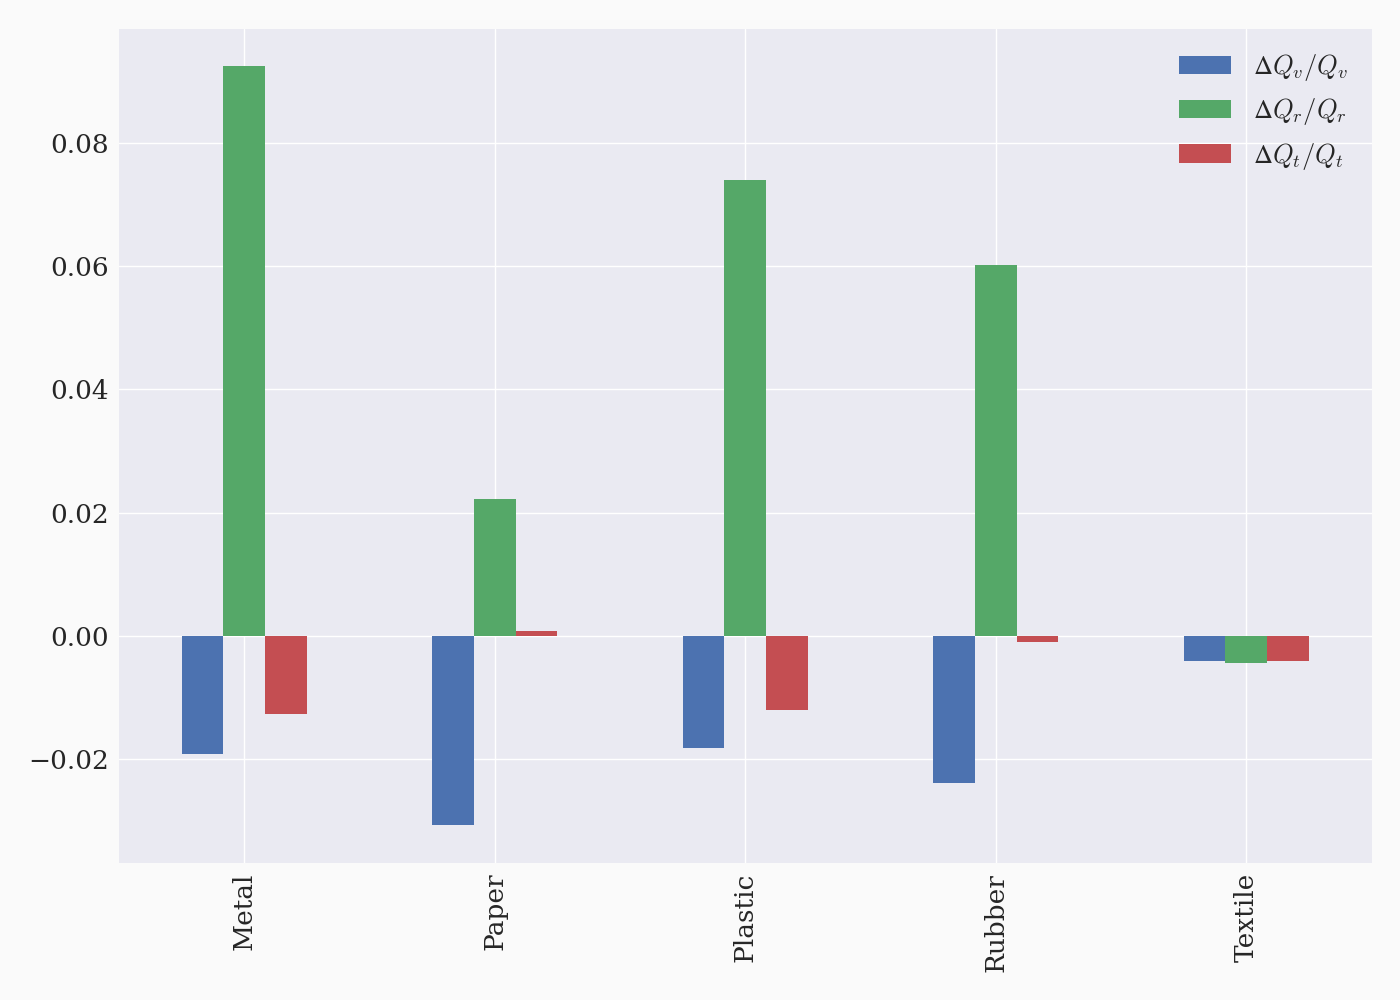 ΔQ_v/Q_v
ΔQ_r/Q_r
ΔQ_t/Q_t
0.08
0.06
0.04
0.02
0.00
−0.02
Metal
Paper
Plastic
Rubber
Textile